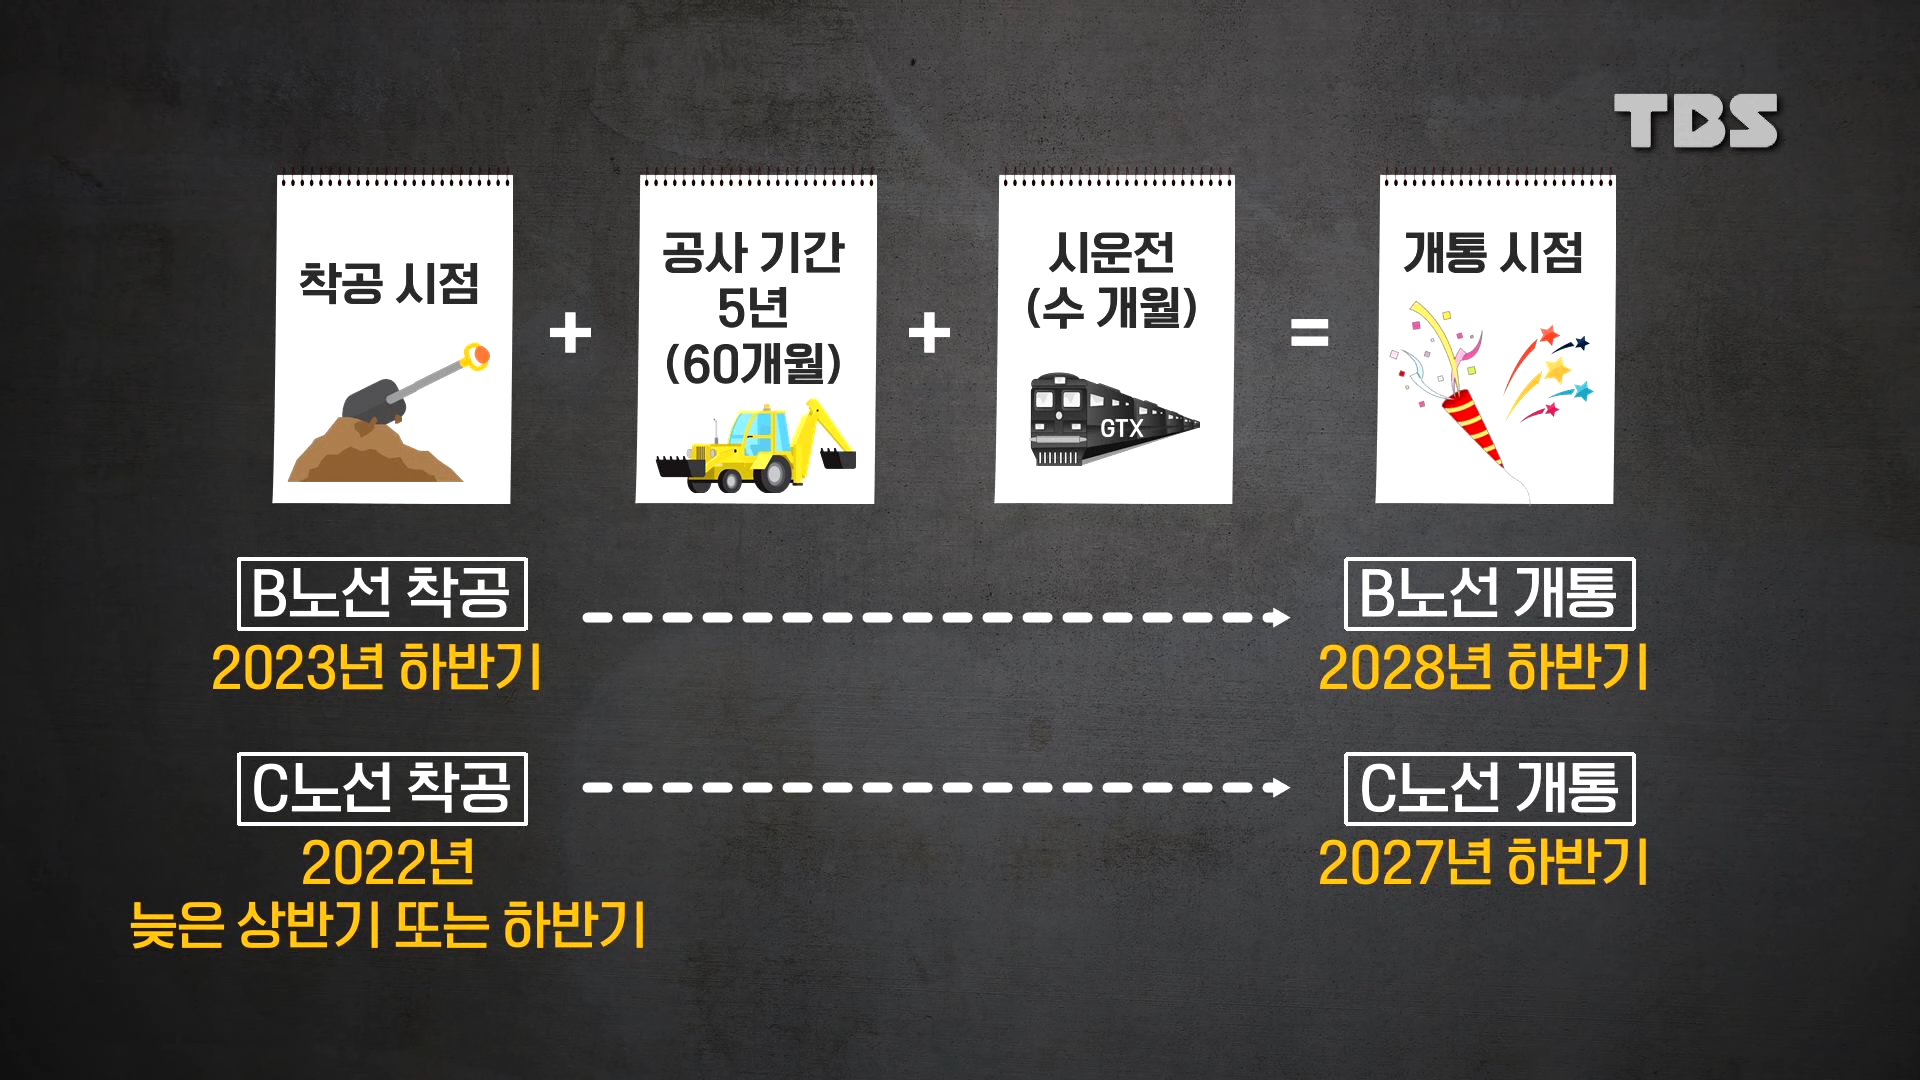 TBS
착공 시점
+
공사 기간
5년
(60개월)
+
시운전
(수 개월)
GTX
=
개통 시점
B노선 착공
2023년 하반기
B노선 개통
2028년 하반기
C노선 착공
2022년
늦은 상반기 또는 하반기
C노선 개통
2027년 하반기